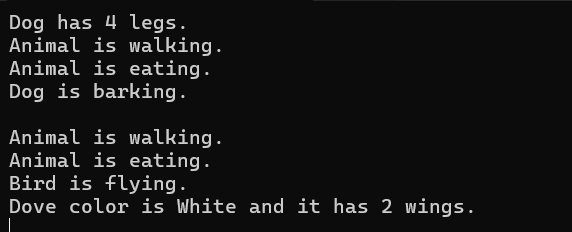 Dog has 4 legs.
Animal is walking.
Animal is eating.
Dog is barking.

Animal is walking.
Animal is eating.
Bird is flying.
Dove color is White and it has 2 wings.